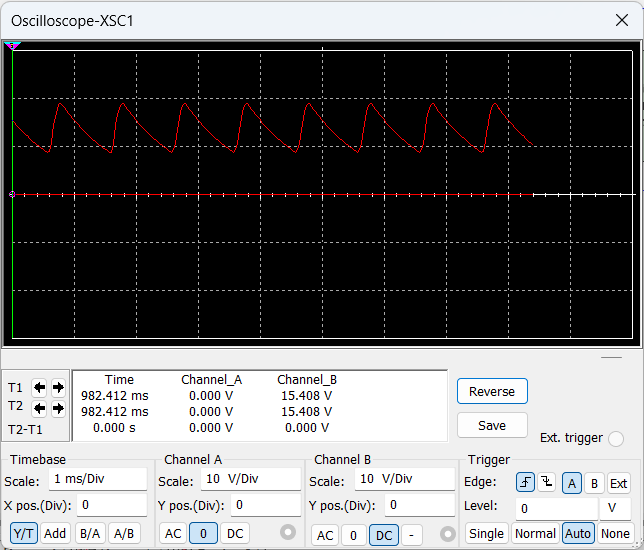 Oscilloscope-XSC1
Time Channel_A Channel_B
T1 982.412 ms 0.000 V 15.408 V
T2 982.412 ms 0.000 V 15.408 V
T2-T1 0.000 s 0.000 V 0.000 V
Reverse
Save
Ext. trigger
Timebase
Scale: 1 ms/Div
X pos.(Div): 0
Y/T Add B/A A/B
Channel A
Scale: 10 V/Div
Y pos.(Div): 0
AC 0 DC
Channel B
Scale: 10 V/Div
Y pos.(Div): 0
AC 0 DC -
Trigger
Edge: A B Ext
Level: 0 V
Single Normal Auto None